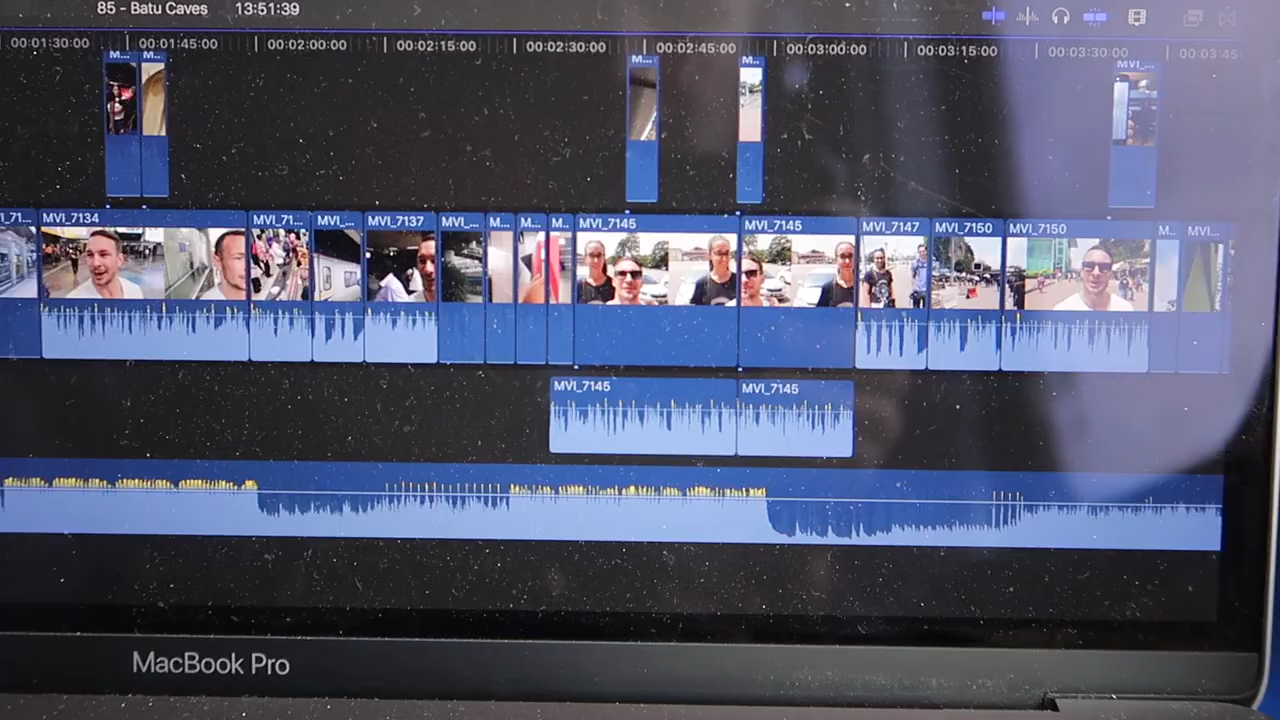 85 - Batu Caves 13:51:39
00:01:30:00 00:01:45:00 00:02:00:00 00:02:15:00 00:02:30:00 00:02:45:00 00:03:00:00 00:03:15:00 00:03:30:00 00:03:45
M... M... M... M.. MVI_...
I_71... MVI_7134 MVI_71... MVI_... MVI_7137 MVI_... M... M... M.. MVI_7145 MVI_7145 MVI_7147 MVI_7150 MVI_7150 M.. MVI...
MVI_7145 MVI_7145
MacBook Pro